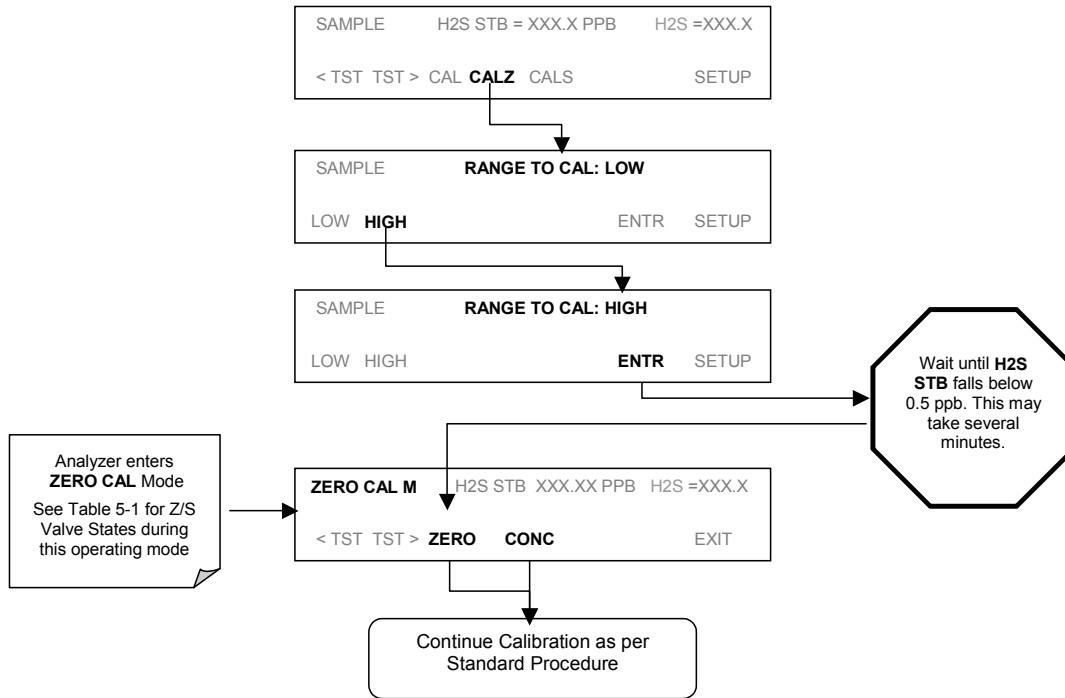 SAMPLE H2S STB = XXX.X PPB H2S =XXX.X
< TST TST > CAL CALZ CALS SETUP
SAMPLE RANGE TO CAL: LOW
LOW HIGH ENTR SETUP
SAMPLE RANGE TO CAL: HIGH
LOW HIGH ENTR SETUP
Wait until H2S
STB falls below
0.5 ppb. This may
take several
minutes.
Analyzer enters
ZERO CAL Mode
See Table 5-1 for Z/S
Valve States during
this operating mode
ZERO CAL M H2S STB XXX.XX PPB H2S =XXX.X
< TST TST > ZERO CONC EXIT
Continue Calibration as per
Standard Procedure